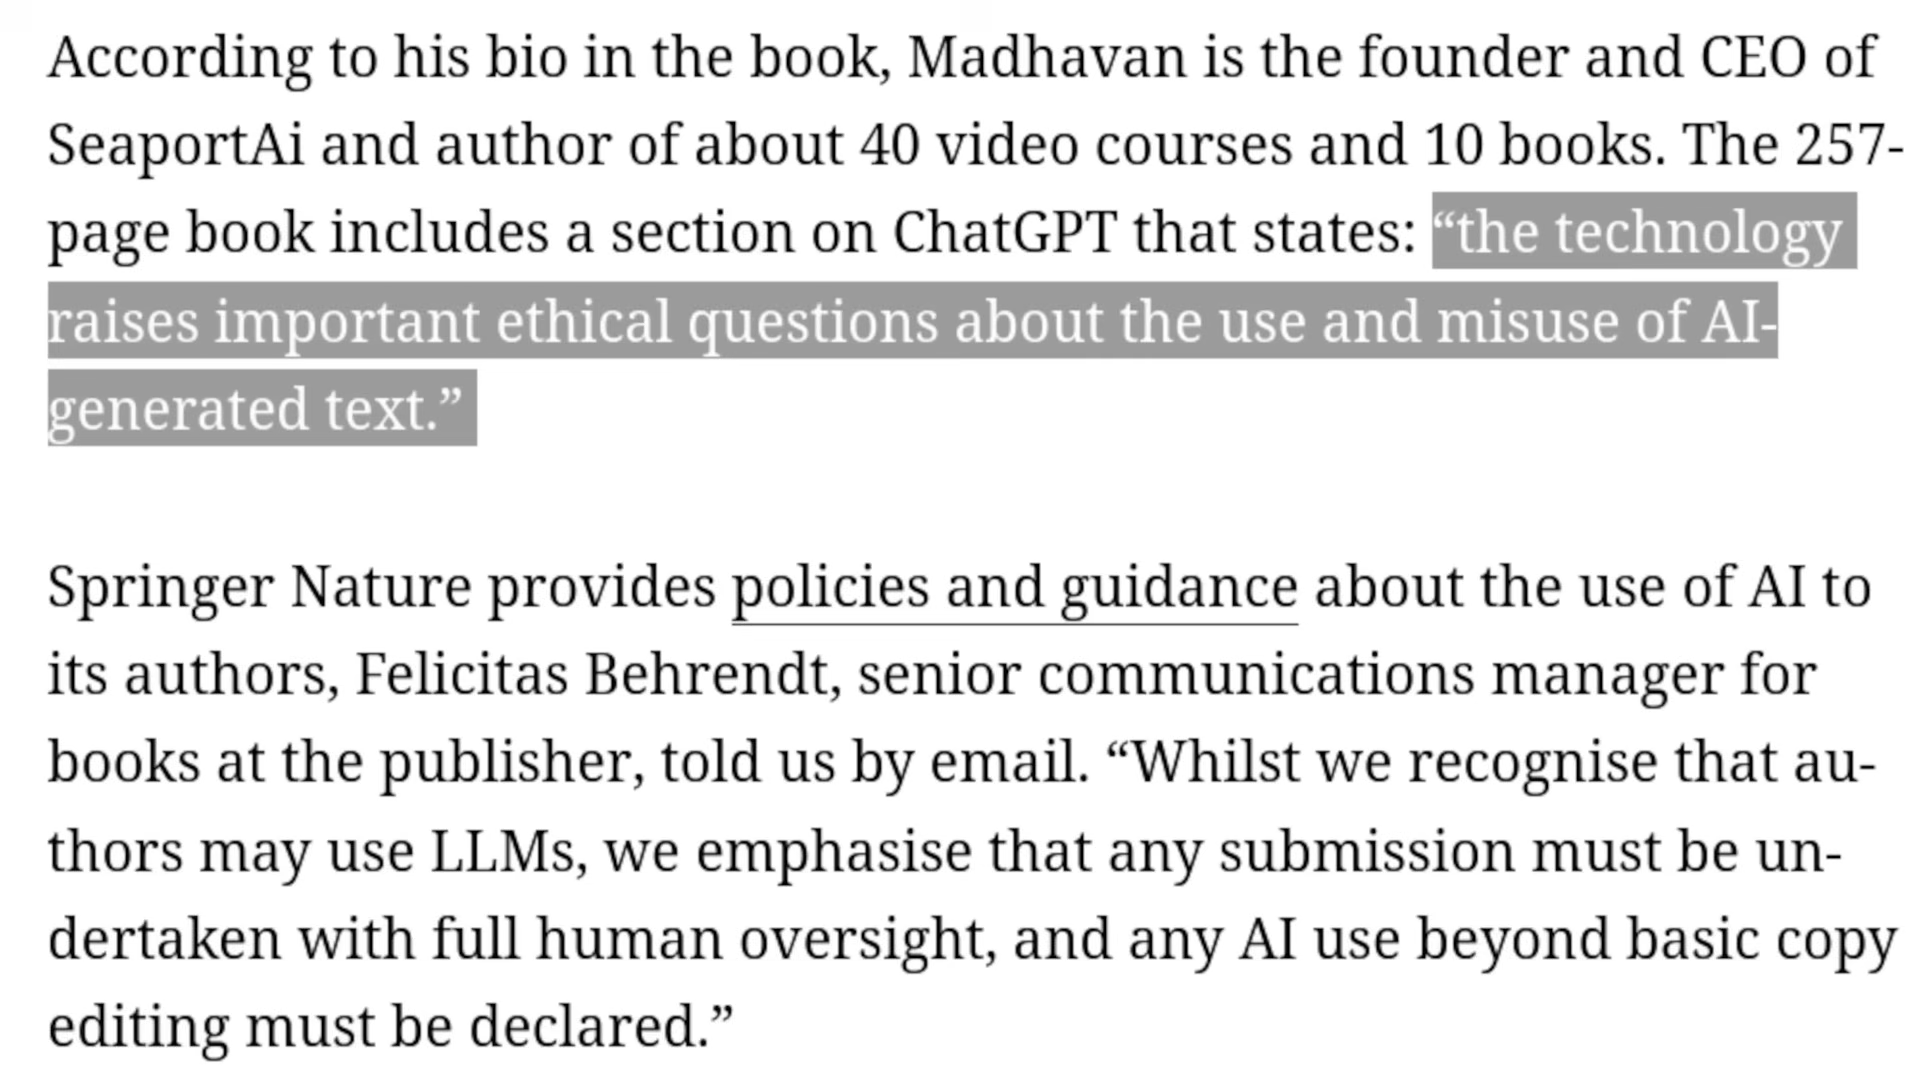 According to his bio in the book, Madhavan is the founder and CEO of
SeaportAi and author of about 40 video courses and 10 books. The 257-
page book includes a section on ChatGPT that states: “the technology
raises important ethical questions about the use and misuse of AI-
generated text.”
Springer Nature provides policies and guidance about the use of AI to
its authors, Felicitas Behrendt, senior communications manager for
books at the publisher, told us by email. “Whilst we recognise that au-
thors may use LLMs, we emphasise that any submission must be un-
dertaken with full human oversight, and any AI use beyond basic copy
editing must be declared.”